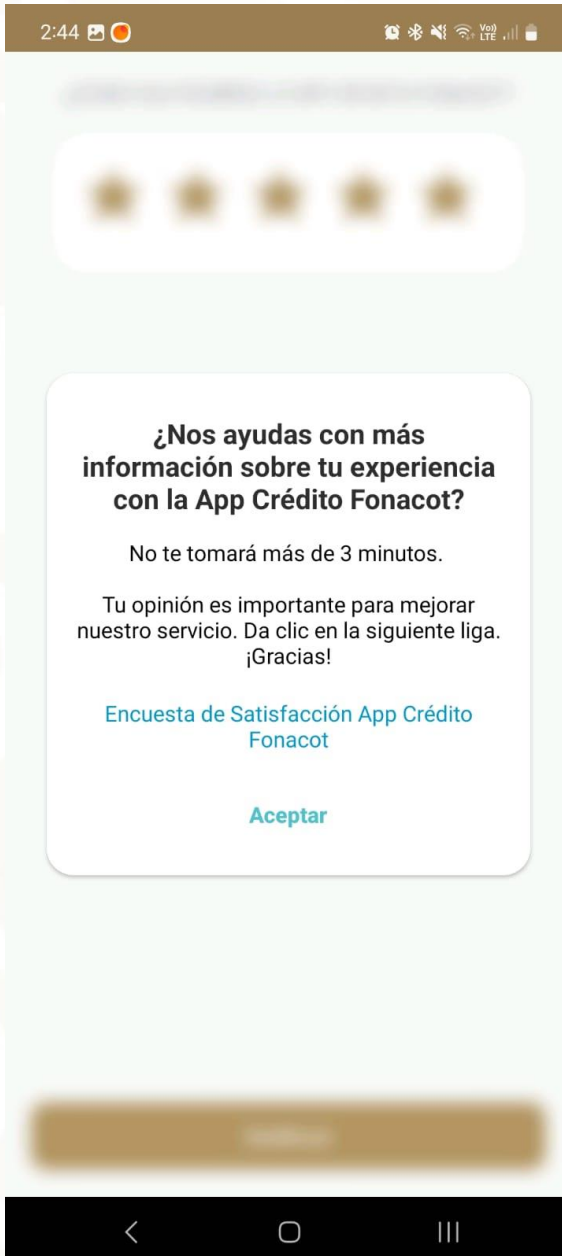 2:44
Vo))
LTE
¿Nos ayudas con más
información sobre tu experiencia
con la App Crédito Fonacot?
No te tomará más de 3 minutos.
Tu opinión es importante para mejorar
nuestro servicio. Da clic en la siguiente liga.
¡Gracias!
Encuesta de Satisfacción App Crédito
Fonacot
Aceptar